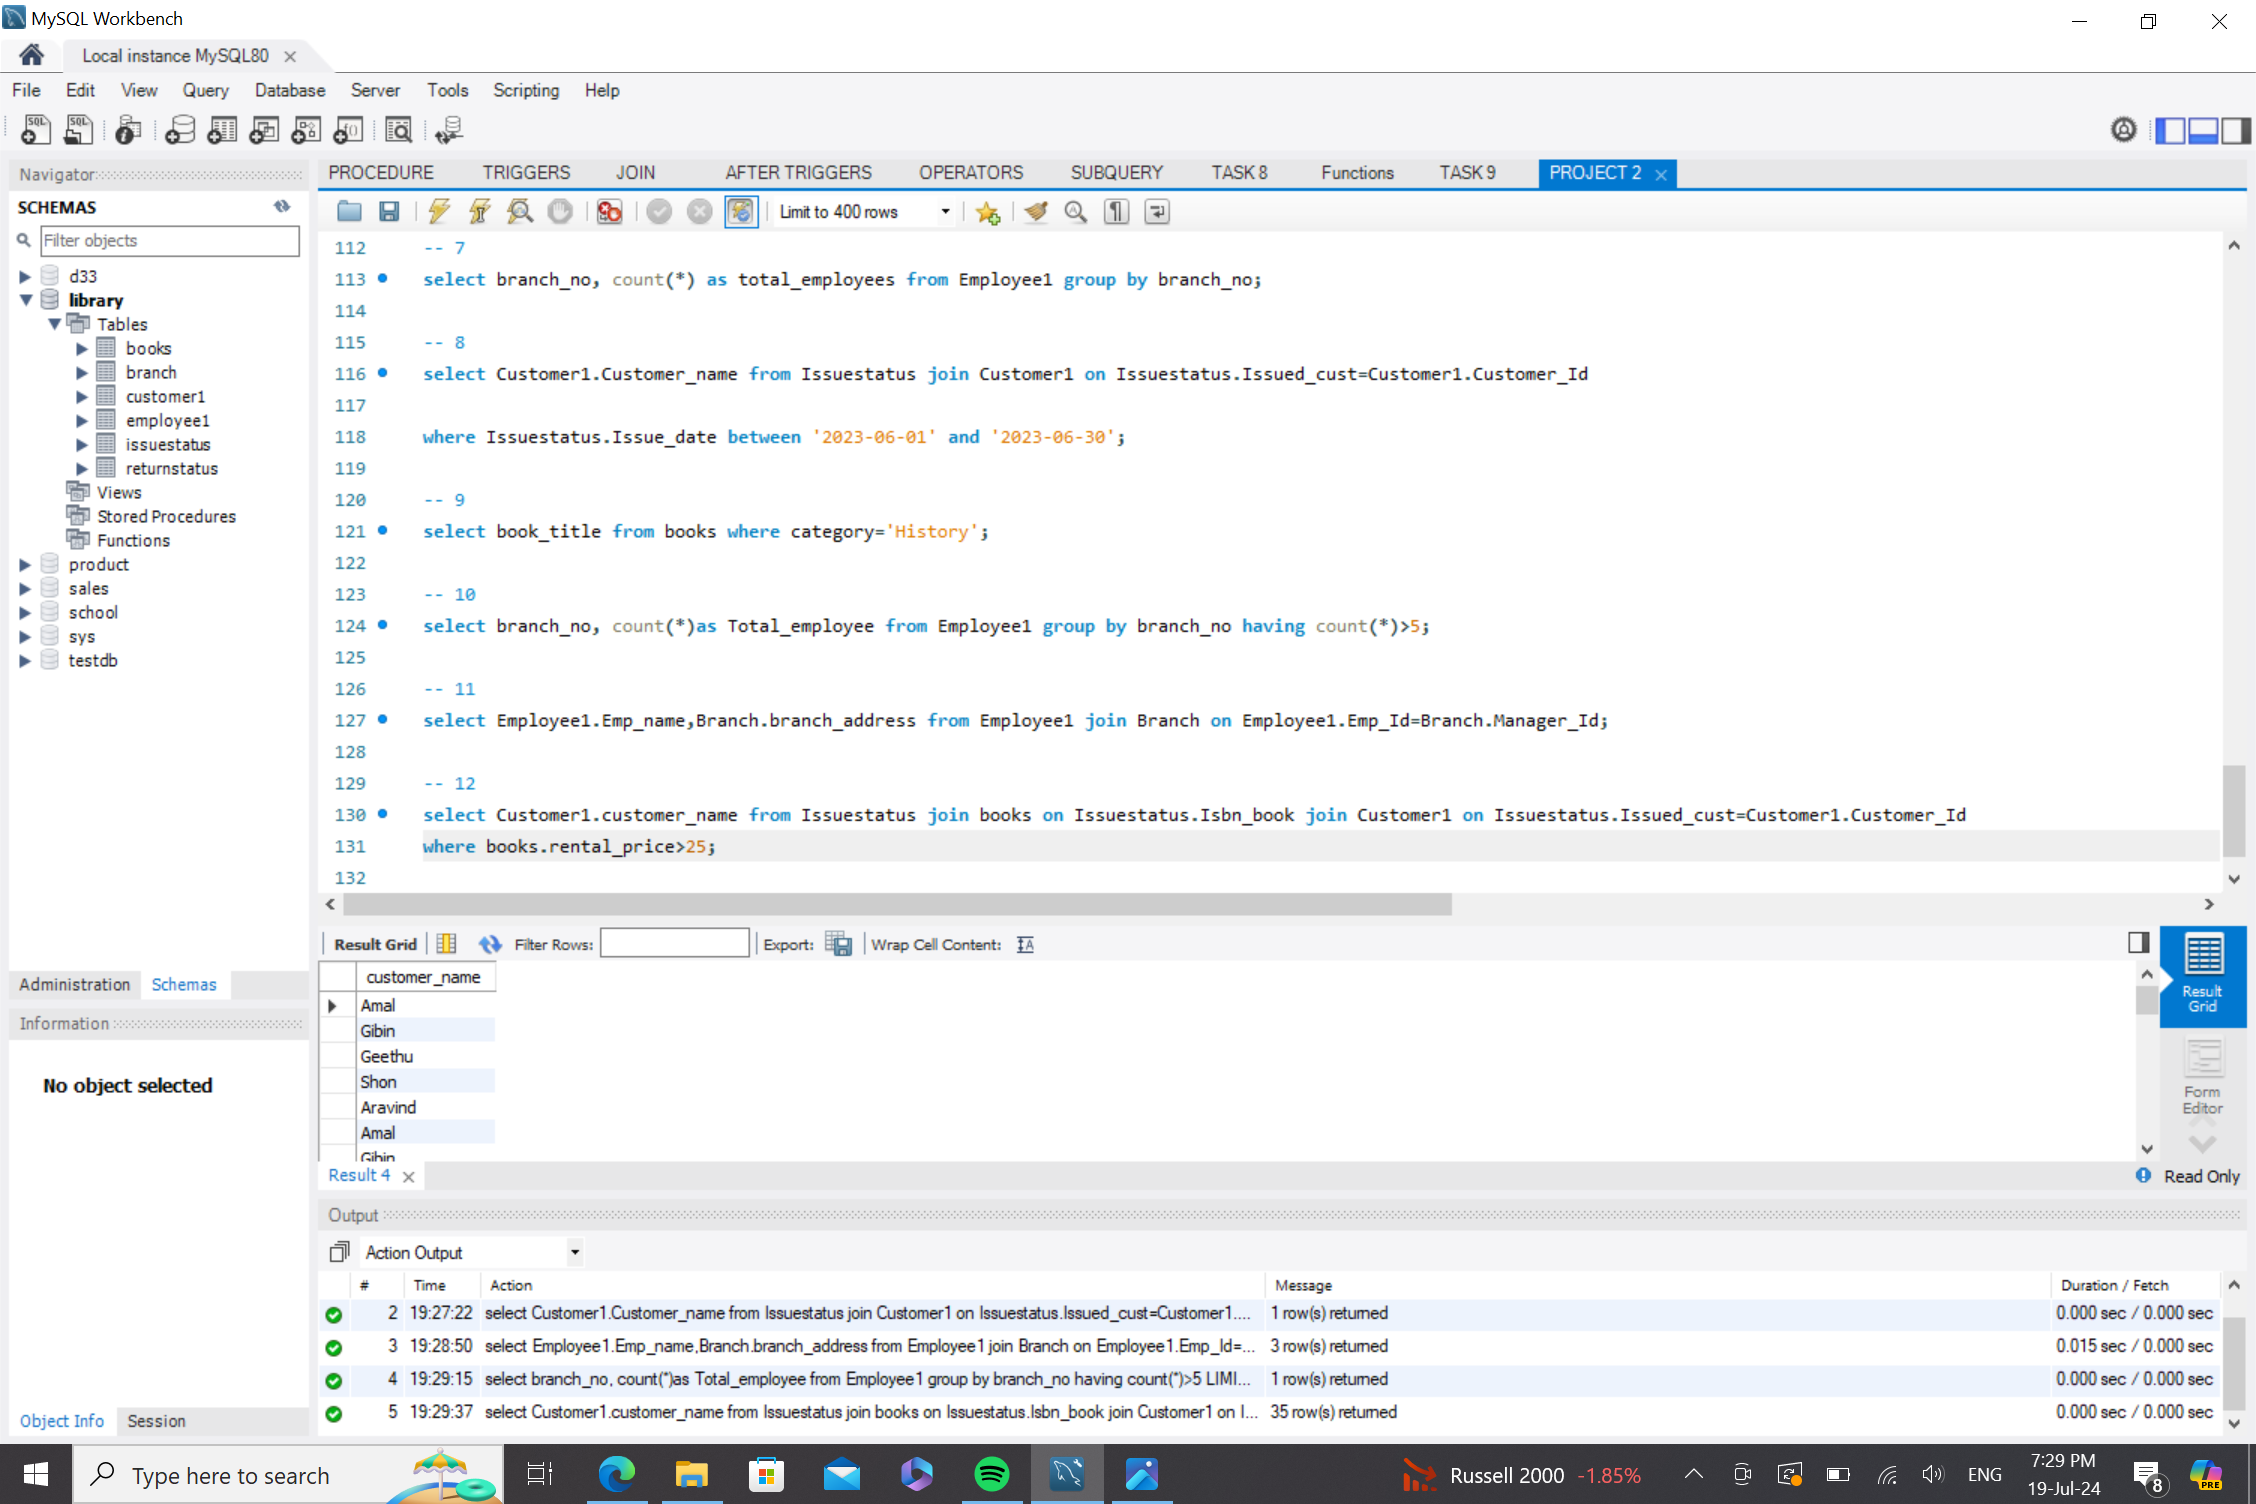 MySQL Workbench
Local instance MySQL80
File Edit View Query Database Server Tools Scripting Help
Navigator
SCHEMAS
Filter objects
d33
library
Tables
books
branch
customer1
employee1
issuestatus
returnstatus
Views
Stored Procedures
Functions
product
sales
school
sys
testdb
Administration Schemas
Information
No object selected
Object Info Session
PROCEDURE TRIGGERS JOIN AFTER TRIGGERS OPERATORS SUBQUERY TASK 8 Functions TASK 9 PROJECT 2
Limit to 400 rows
112 -- 7
113 select branch_no, count(*) as total_employees from Employee1 group by branch_no;
114
115 -- 8
116 select Customer1.Customer_name from Issuestatus join Customer1 on Issuestatus.Issued_cust=Customer1.Customer_Id
117
118 where Issuestatus.Issue_date between '2023-06-01' and '2023-06-30';
119
120 -- 9
121 select book_title from books where category='History';
122
123 -- 10
124 select branch_no, count(*)as Total_employee from Employee1 group by branch_no having count(*)>5;
125
126 -- 11
127 select Employee1.Emp_name,Branch.branch_address from Employee1 join Branch on Employee1.Emp_Id=Branch.Manager_Id;
128
129 -- 12
130 select Customer1.customer_name from Issuestatus join books on Issuestatus.Isbn_book join Customer1 on Issuestatus.Issued_cust=Customer1.Customer_Id
131 where books.rental_price>25;
132
Result Grid Filter Rows: Export: Wrap Cell Content:
customer_name
Amal
Gibin
Geethu
Shon
Aravind
Amal
Gibin
Result Grid
Form Editor
Result 4
Read Only
Output
Action Output
# Time Action Message Duration / Fetch
2 19:27:22 select Customer1.Customer_name from Issuestatus join Customer1 on Issuestatus.Issued_cust=Customer1.... 1 row(s) returned 0.000 sec / 0.000 sec
3 19:28:50 select Employee1.Emp_name,Branch.branch_address from Employee1 join Branch on Employee1.Emp_Id=... 3 row(s) returned 0.015 sec / 0.000 sec
4 19:29:15 select branch_no, count(*)as Total_employee from Employee1 group by branch_no having count(*)>5 LIMI... 1 row(s) returned 0.000 sec / 0.000 sec
5 19:29:37 select Customer1.customer_name from Issuestatus join books on Issuestatus.Isbn_book join Customer1 on I... 35 row(s) returned 0.000 sec / 0.000 sec
Type here to search
Russell 2000 -1.85%
ENG
7:29 PM
19-Jul-24
8
PRE